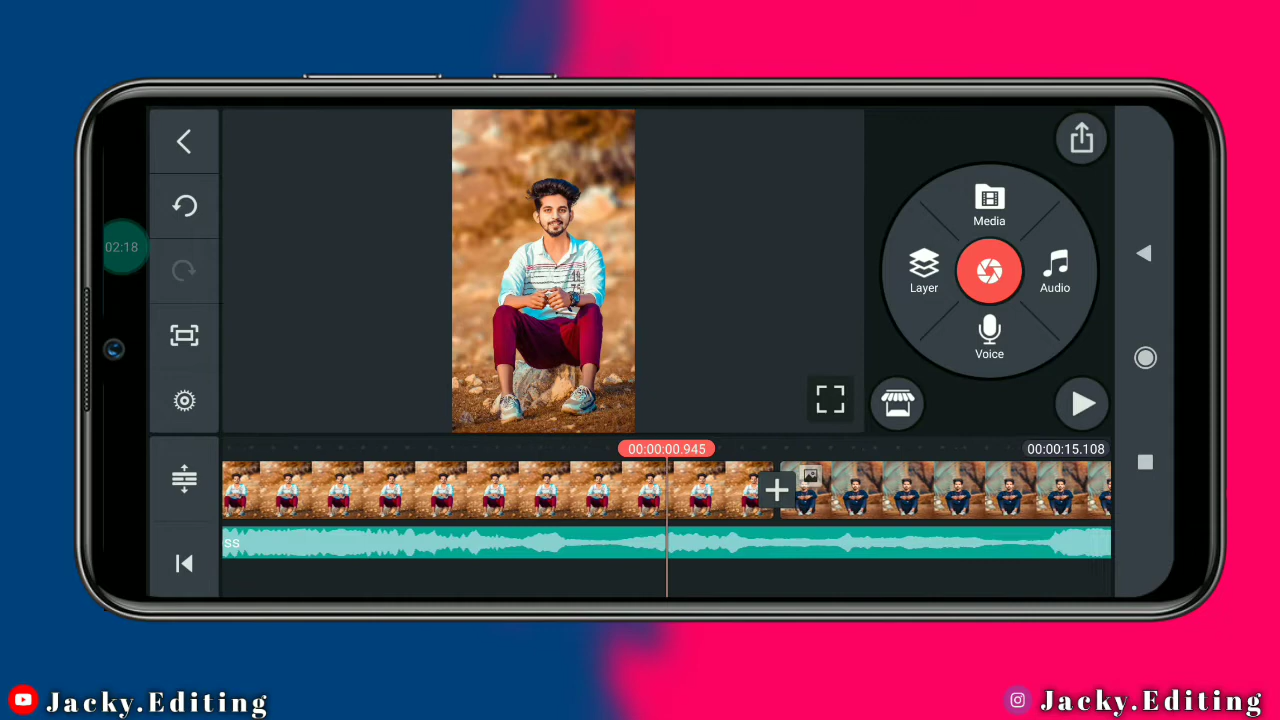 02:18
Media
Layer
Audio
Voice
00:00:00.945
00:00:15.108
ss
Jacky.Editing
Jacky.Editing